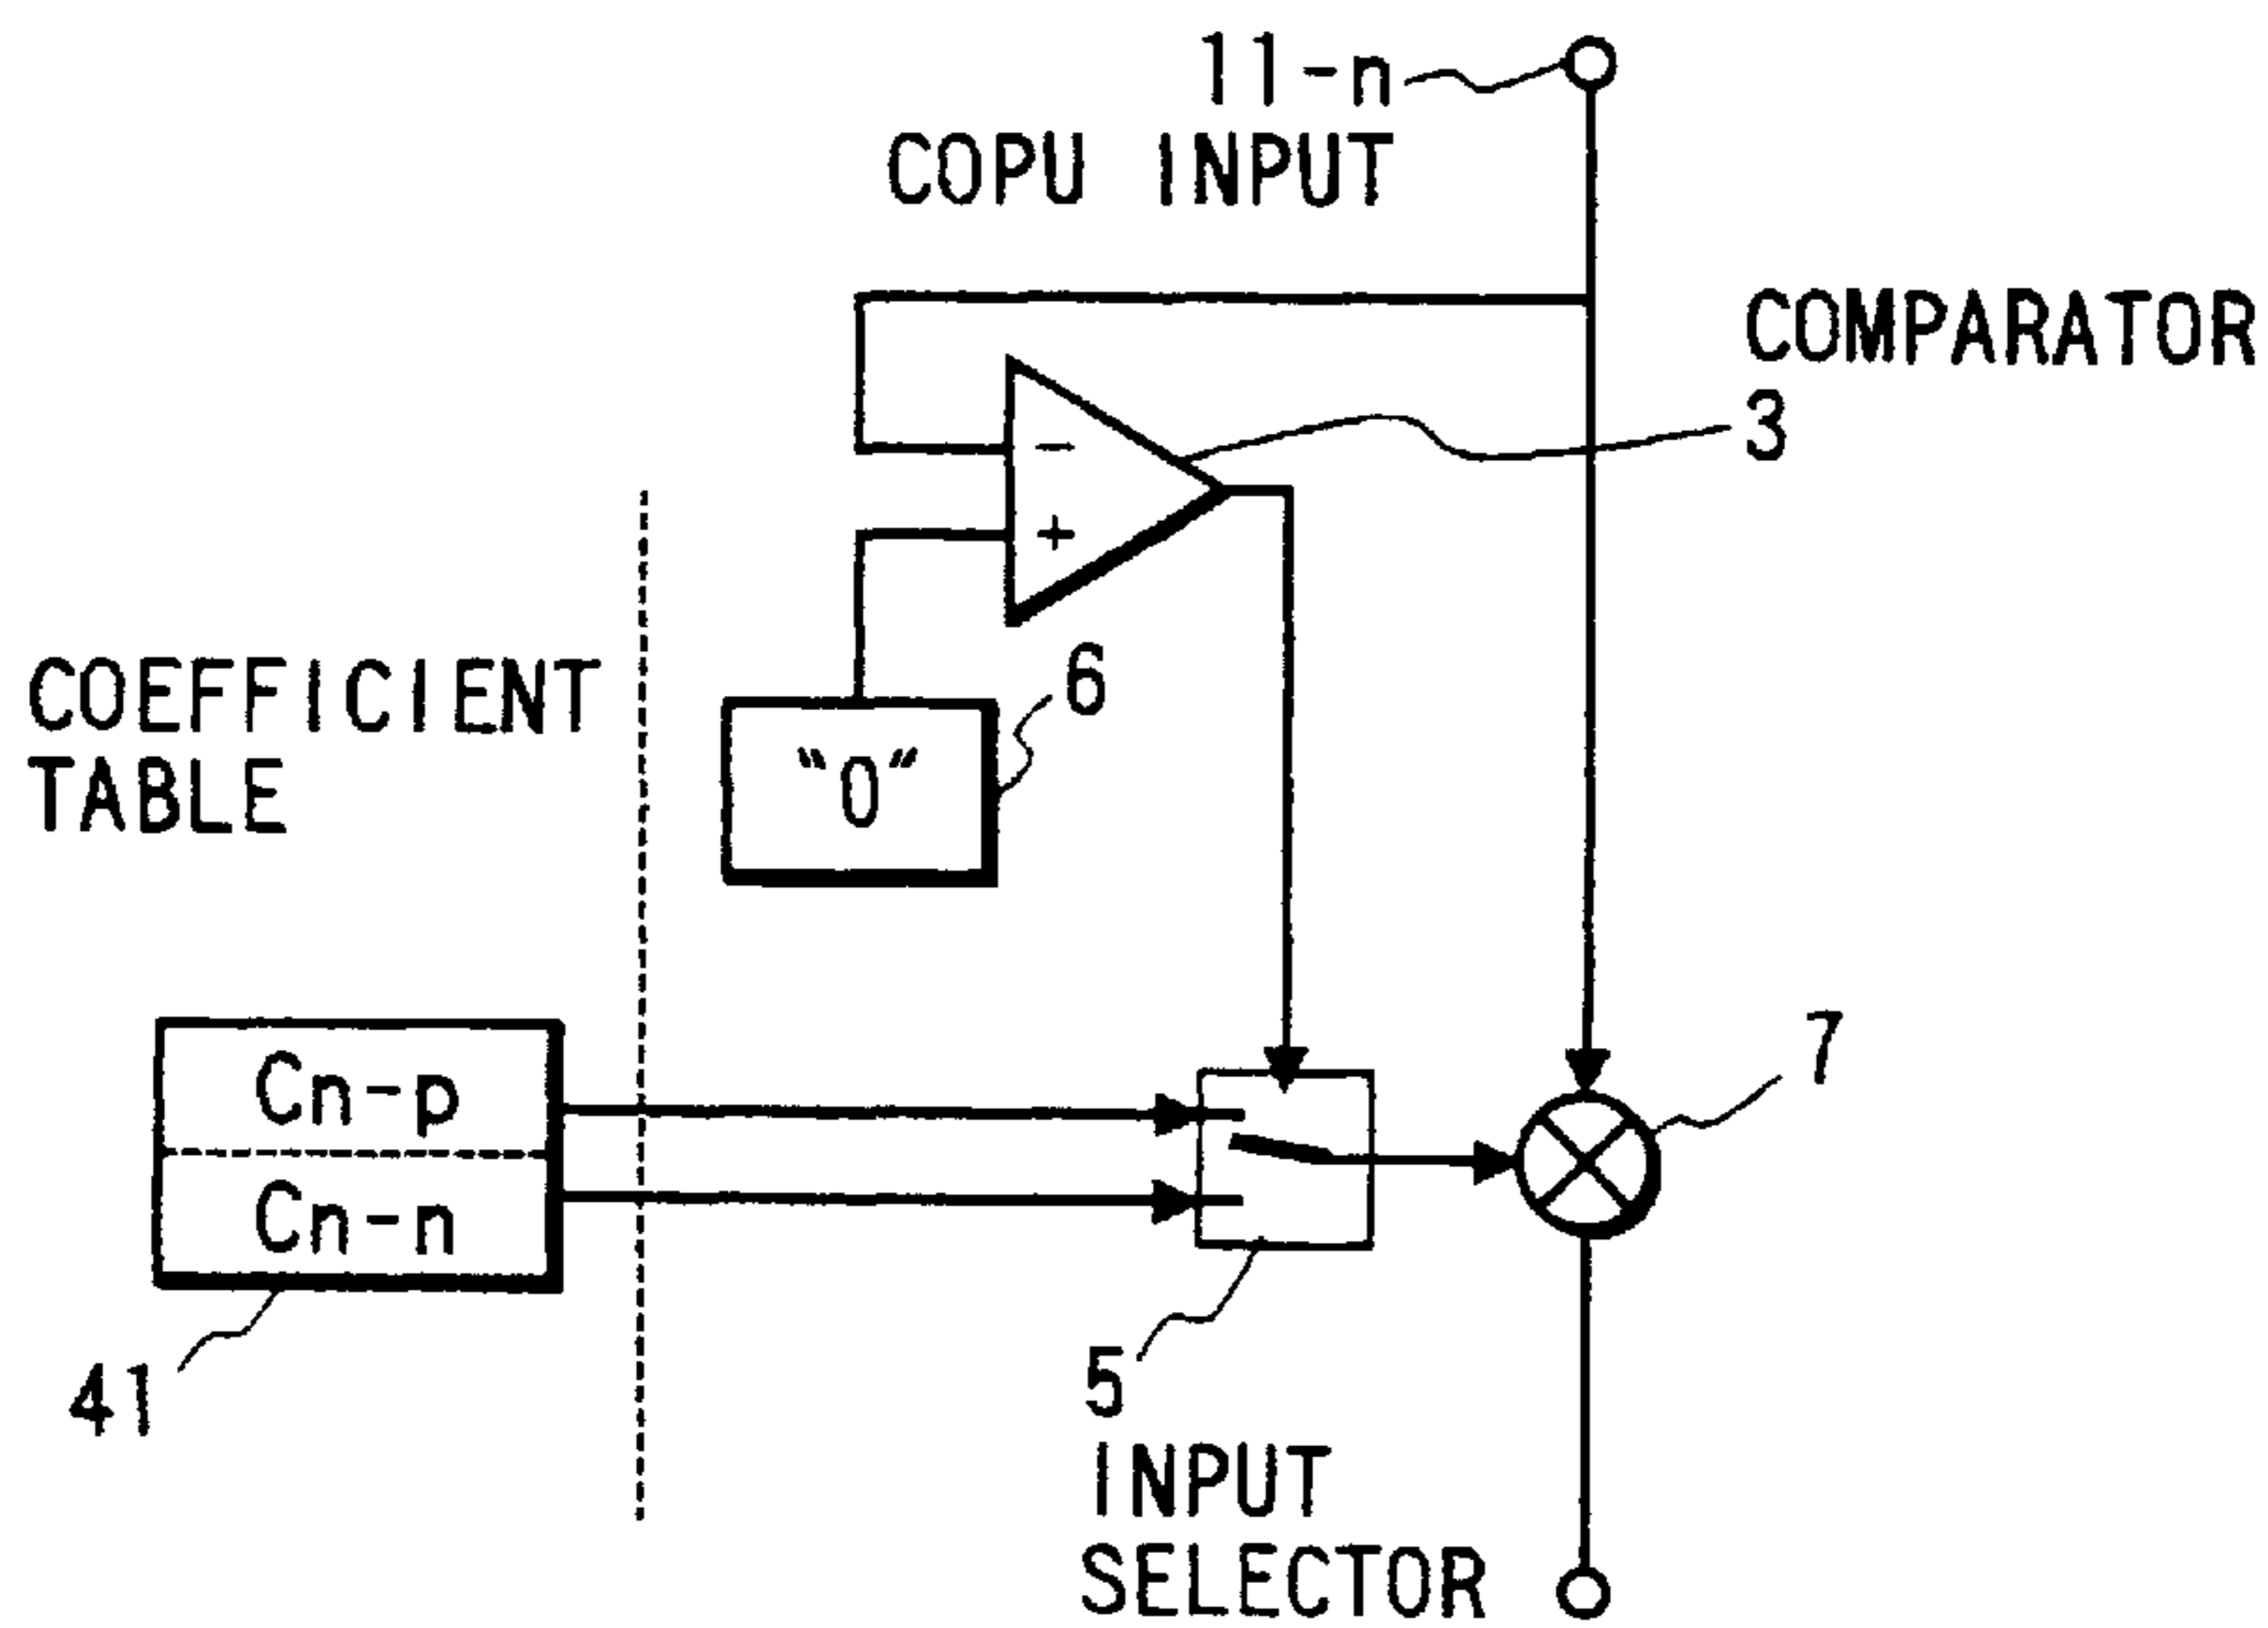 11-n
COPU INPUT
COMPARATOR
3
-
+
6
"0"
COEFFICIENT
TABLE
7
Cn-p
Cn-n
41
5
INPUT
SELECTOR